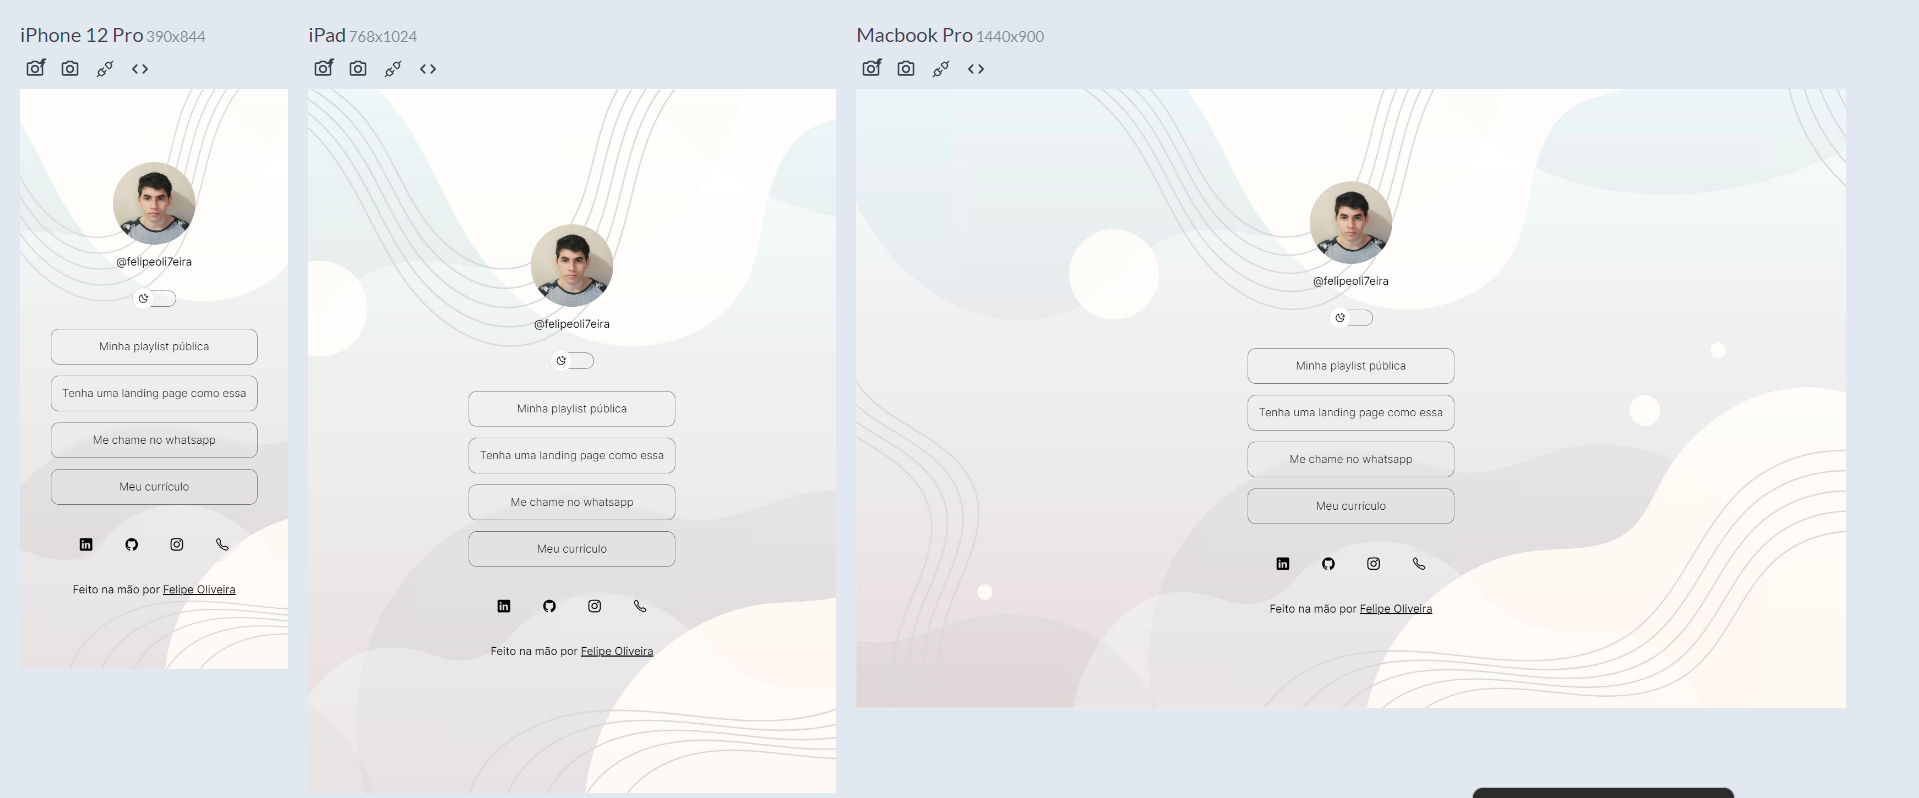 iPhone 12 Pro 390x844
@felipeoli7eira
Minha playlist pública
Tenha uma landing page como essa
Me chame no whatsapp
Meu currículo
Feito na mão por Felipe Oliveira
iPad 768x1024
@felipeoli7eira
Minha playlist pública
Tenha uma landing page como essa
Me chame no whatsapp
Meu currículo
Feito na mão por Felipe Oliveira
Macbook Pro 1440x900
@felipeoli7eira
Minha playlist pública
Tenha uma landing page como essa
Me chame no whatsapp
Meu currículo
Feito na mão por Felipe Oliveira